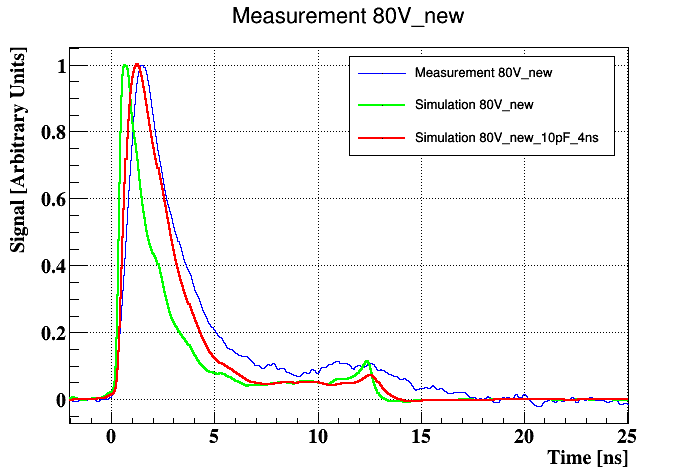 Measurement 80V_new
Signal [Arbitrary Units]
1
0.8
0.6
0.4
0.2
0
Measurement 80V_new
Simulation 80V_new
Simulation 80V_new_10pF_4ns
0 5 10 15 20 25
Time [ns]